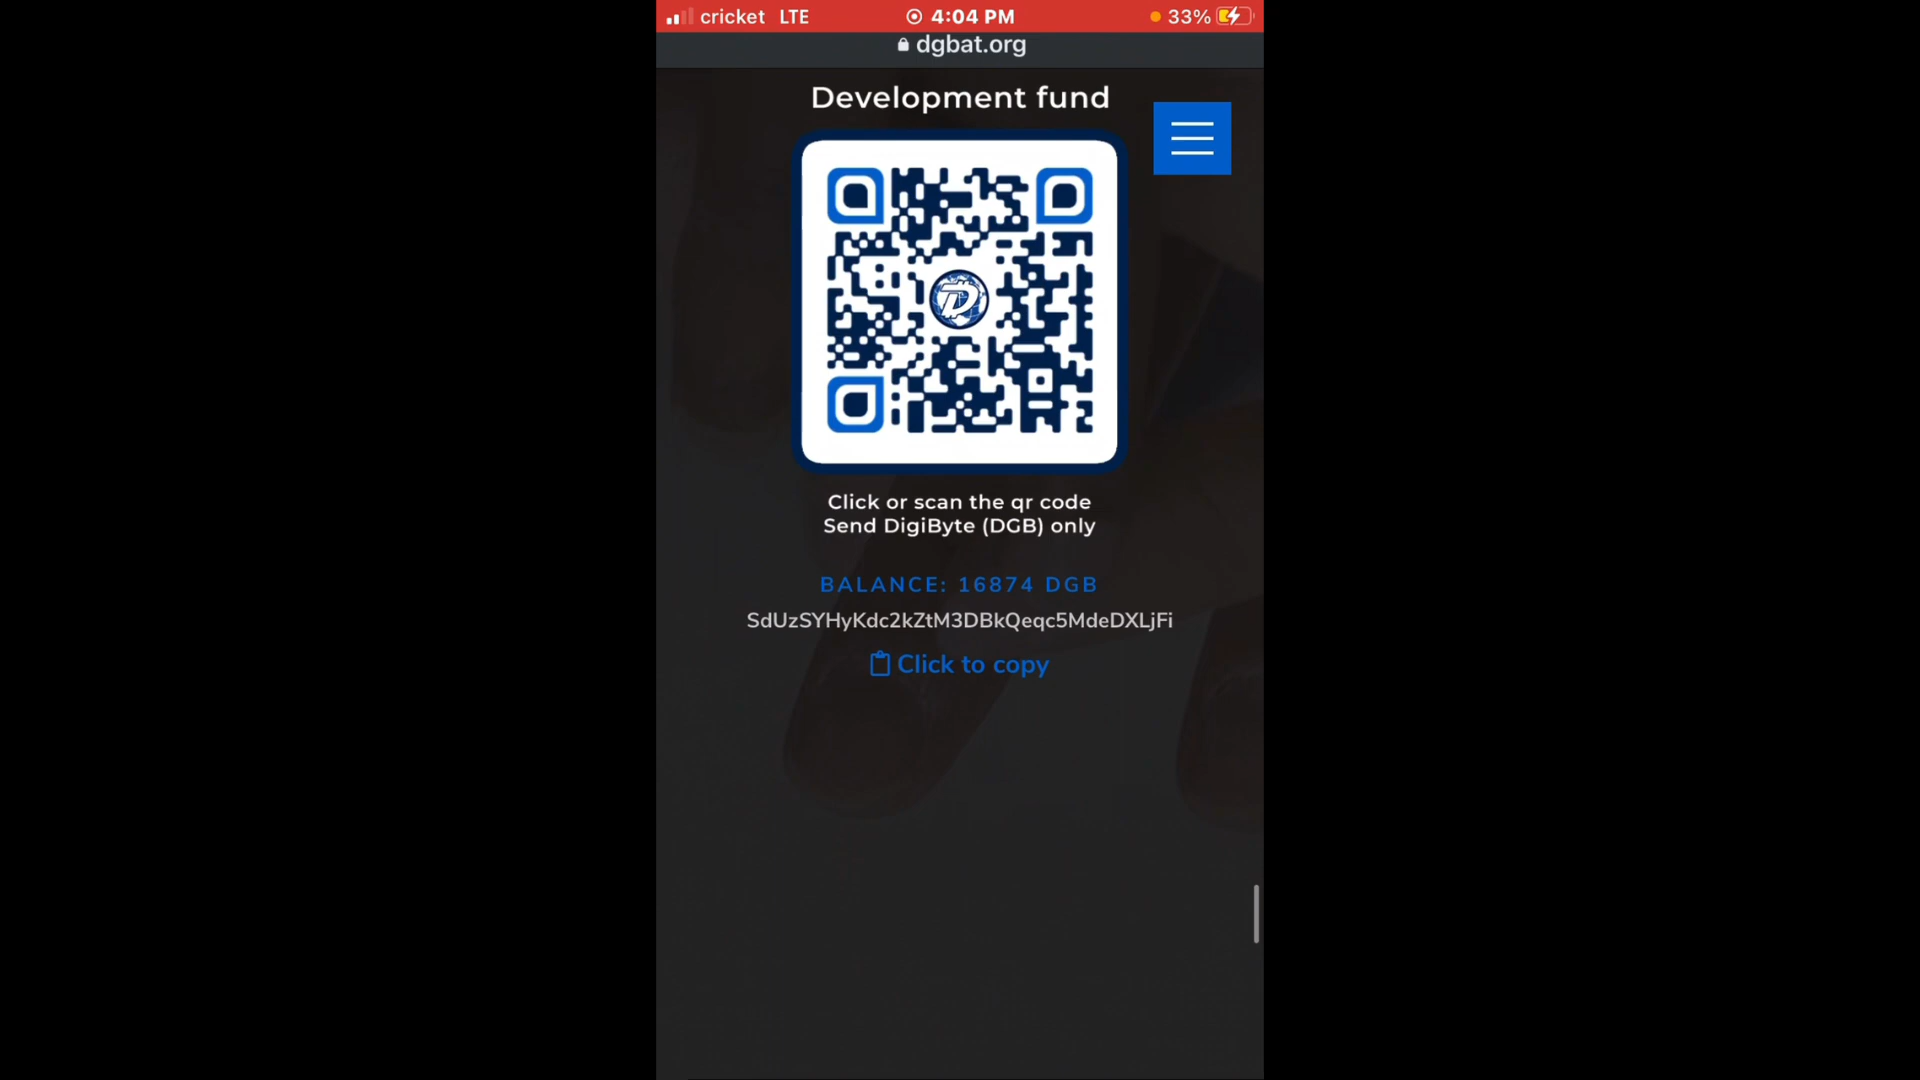 cricket LTE 4:04 PM 33%
dgbat.org
Development fund
Click or scan the qr code
Send DigiByte (DGB) only
BALANCE: 16874 DGB
SdUzSYHyKdc2kZtM3DBkQeqc5MdeDXLjFi
Click to copy